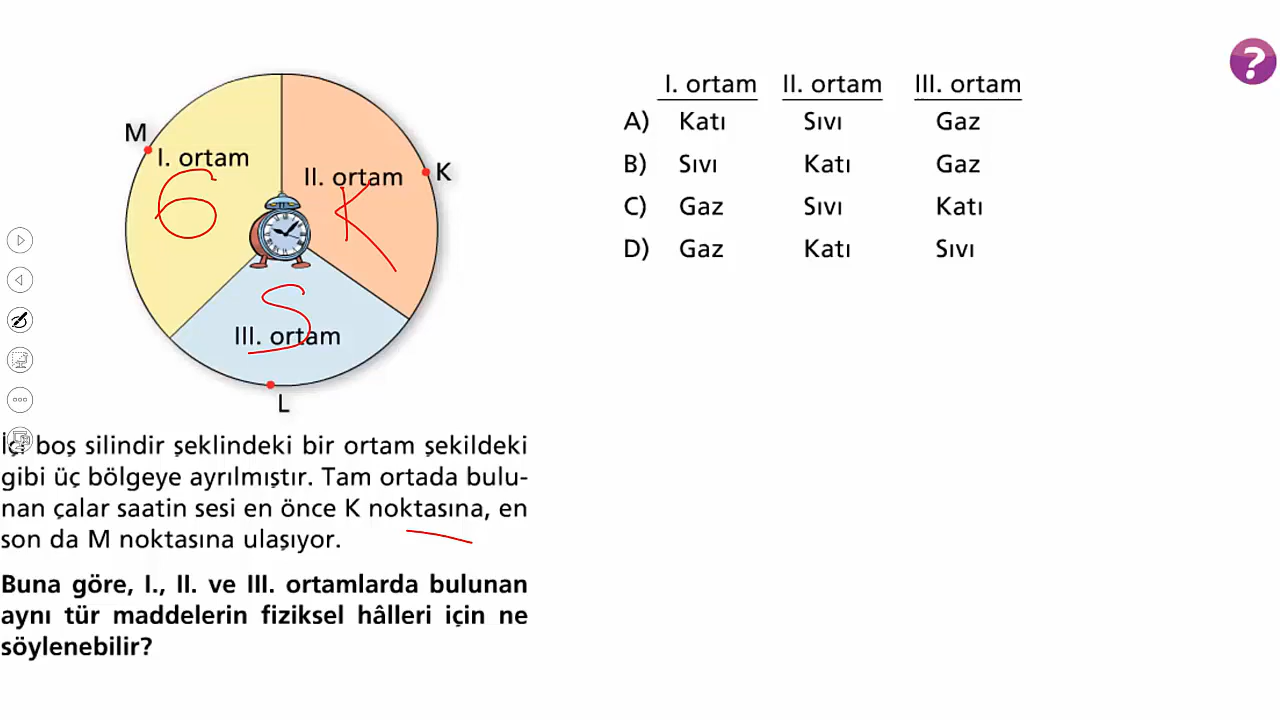 M
I. ortam
II. ortam
K
G
K
S
III. ortam
L
İçi boş silindir şeklindeki bir ortam şekildeki
gibi üç bölgeye ayrılmıştır. Tam ortada bulu-
nan çalar saatin sesi en önce K noktasına, en
son da M noktasına ulaşıyor.
Buna göre, I., II. ve III. ortamlarda bulunan
aynı tür maddelerin fiziksel hâlleri için ne
söylenebilir?
I. ortam II. ortam III. ortam
A) Katı Sıvı Gaz
B) Sıvı Katı Gaz
C) Gaz Sıvı Katı
D) Gaz Katı Sıvı
?